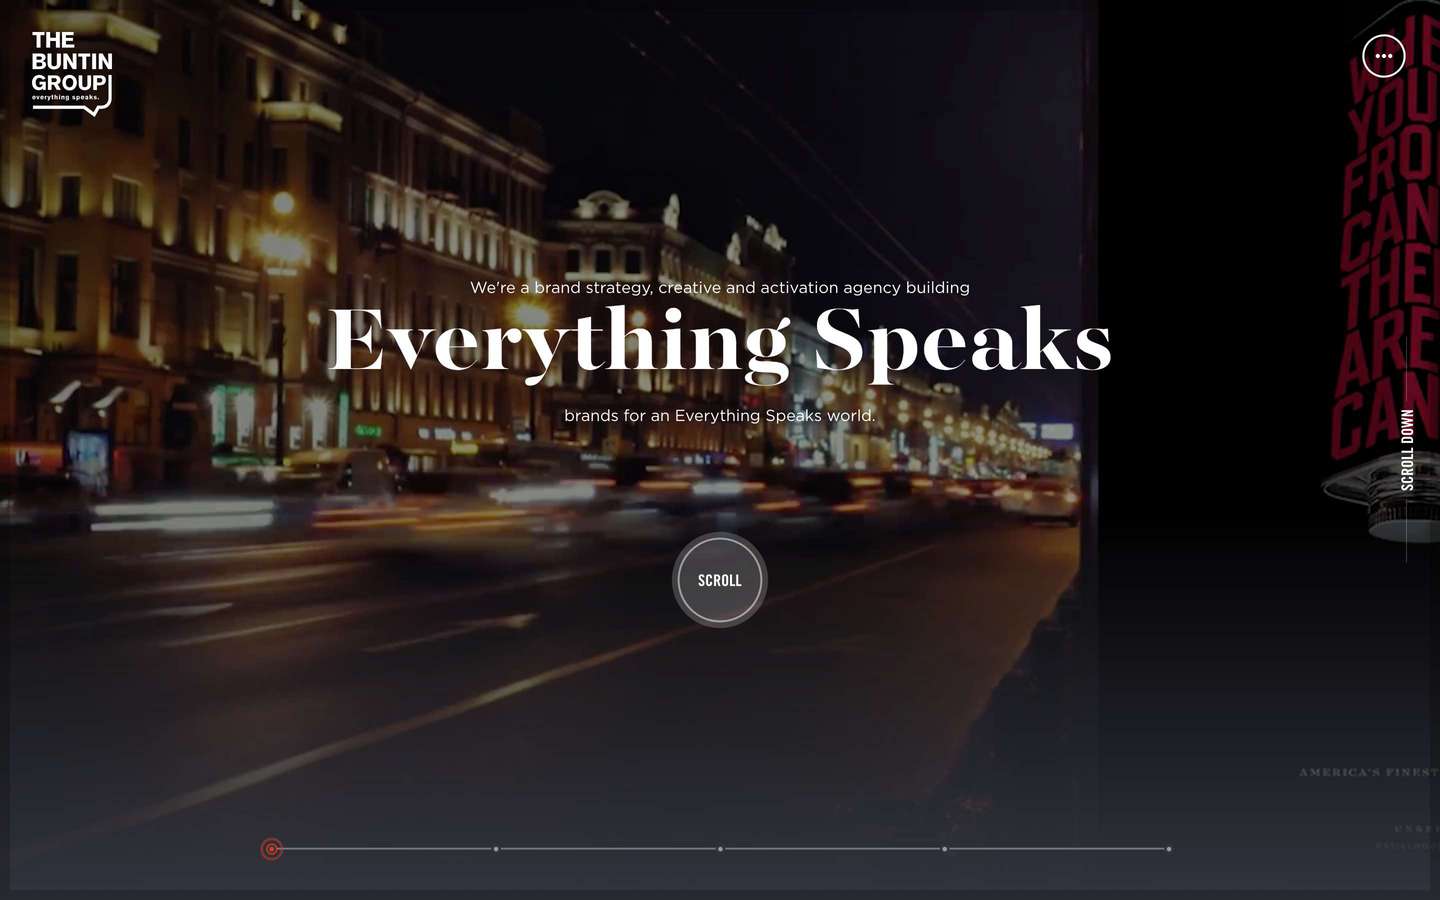 THE
BUNTIN
GROUP
everything speaks.
We're a brand strategy, creative and activation agency building
Everything Speaks
brands for an Everything Speaks world.
SCROLL
SCROLL DOWN
YOU
FRO
CAN
THE
ARE
CAN
AMERICA'S FINEST